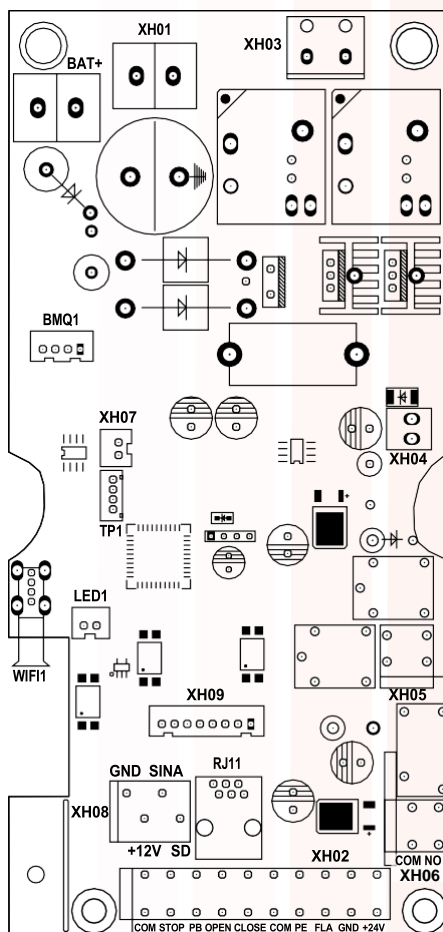 XH01
XH03
BAT+
BMQ1
XH07
XH04
TP1
LED1
WIFI1
XH09
XH05
RJ11
GND SINA
XH08
+12V SD
XH02
COM NO
XH06
COM STOP PB OPEN CLOSE COM PE FLA GND +24V